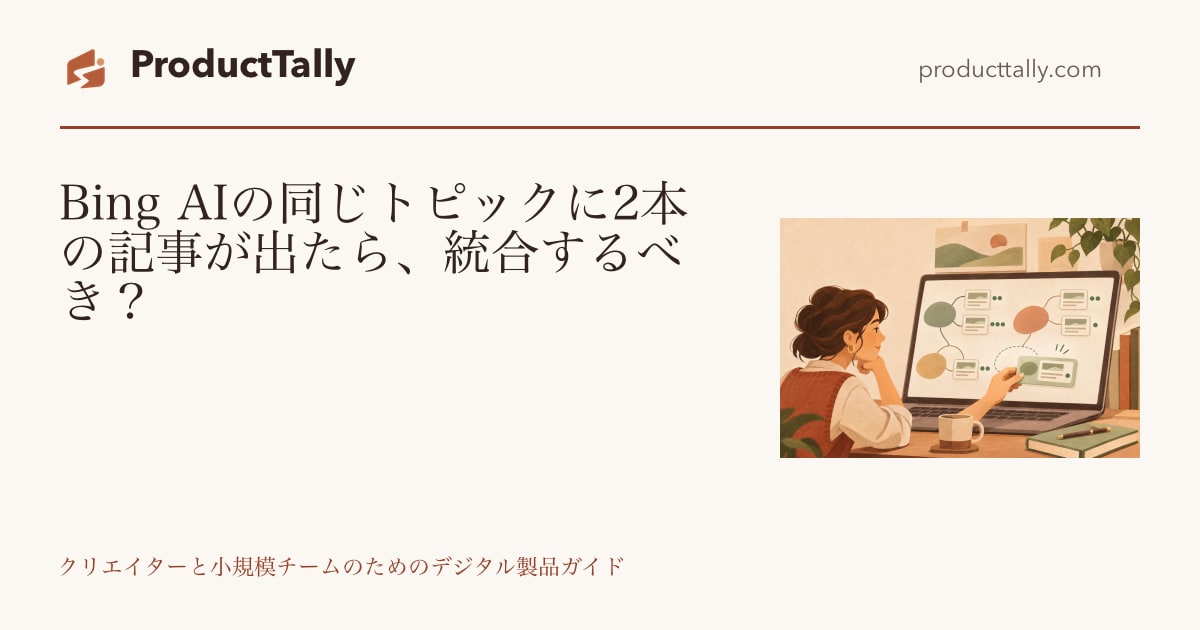 ProductTally
producttally.com
Bing AIの同じトピックに2本
の記事が出たら、統合するべ
き？
クリエイターと小規模チームのためのデジタル製品ガイド